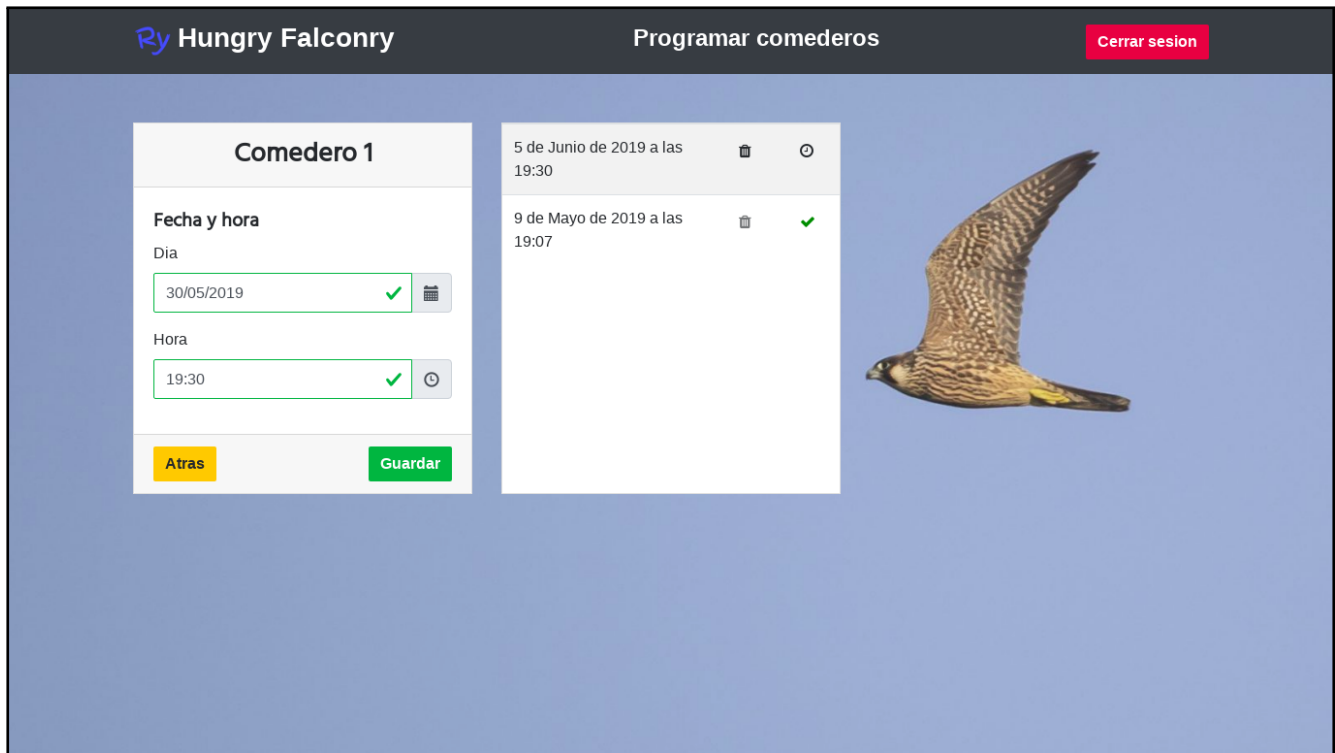 Ry Hungry Falconry
Programar comederos
Cerrar sesion
Comedero 1
Fecha y hora
Dia
30/05/2019
Hora
19:30
Atras
Guardar
5 de Junio de 2019 a las
19:30
9 de Mayo de 2019 a las
19:07